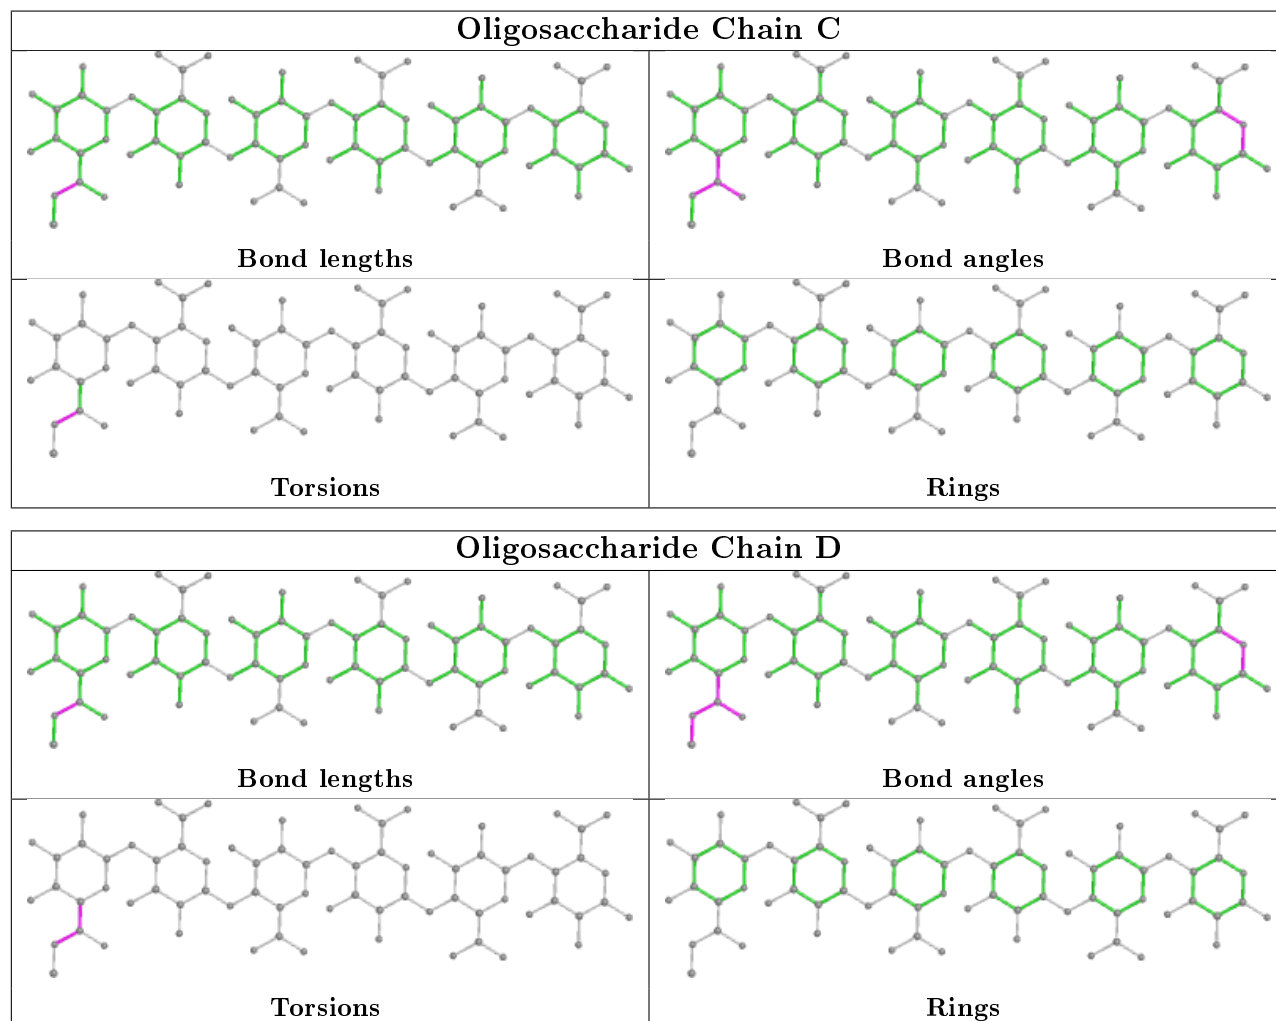 Oligosaccharide Chain C
Bond lengths
Bond angles
Torsions
Rings
Oligosaccharide Chain D
Bond lengths
Bond angles
Torsions
Rings